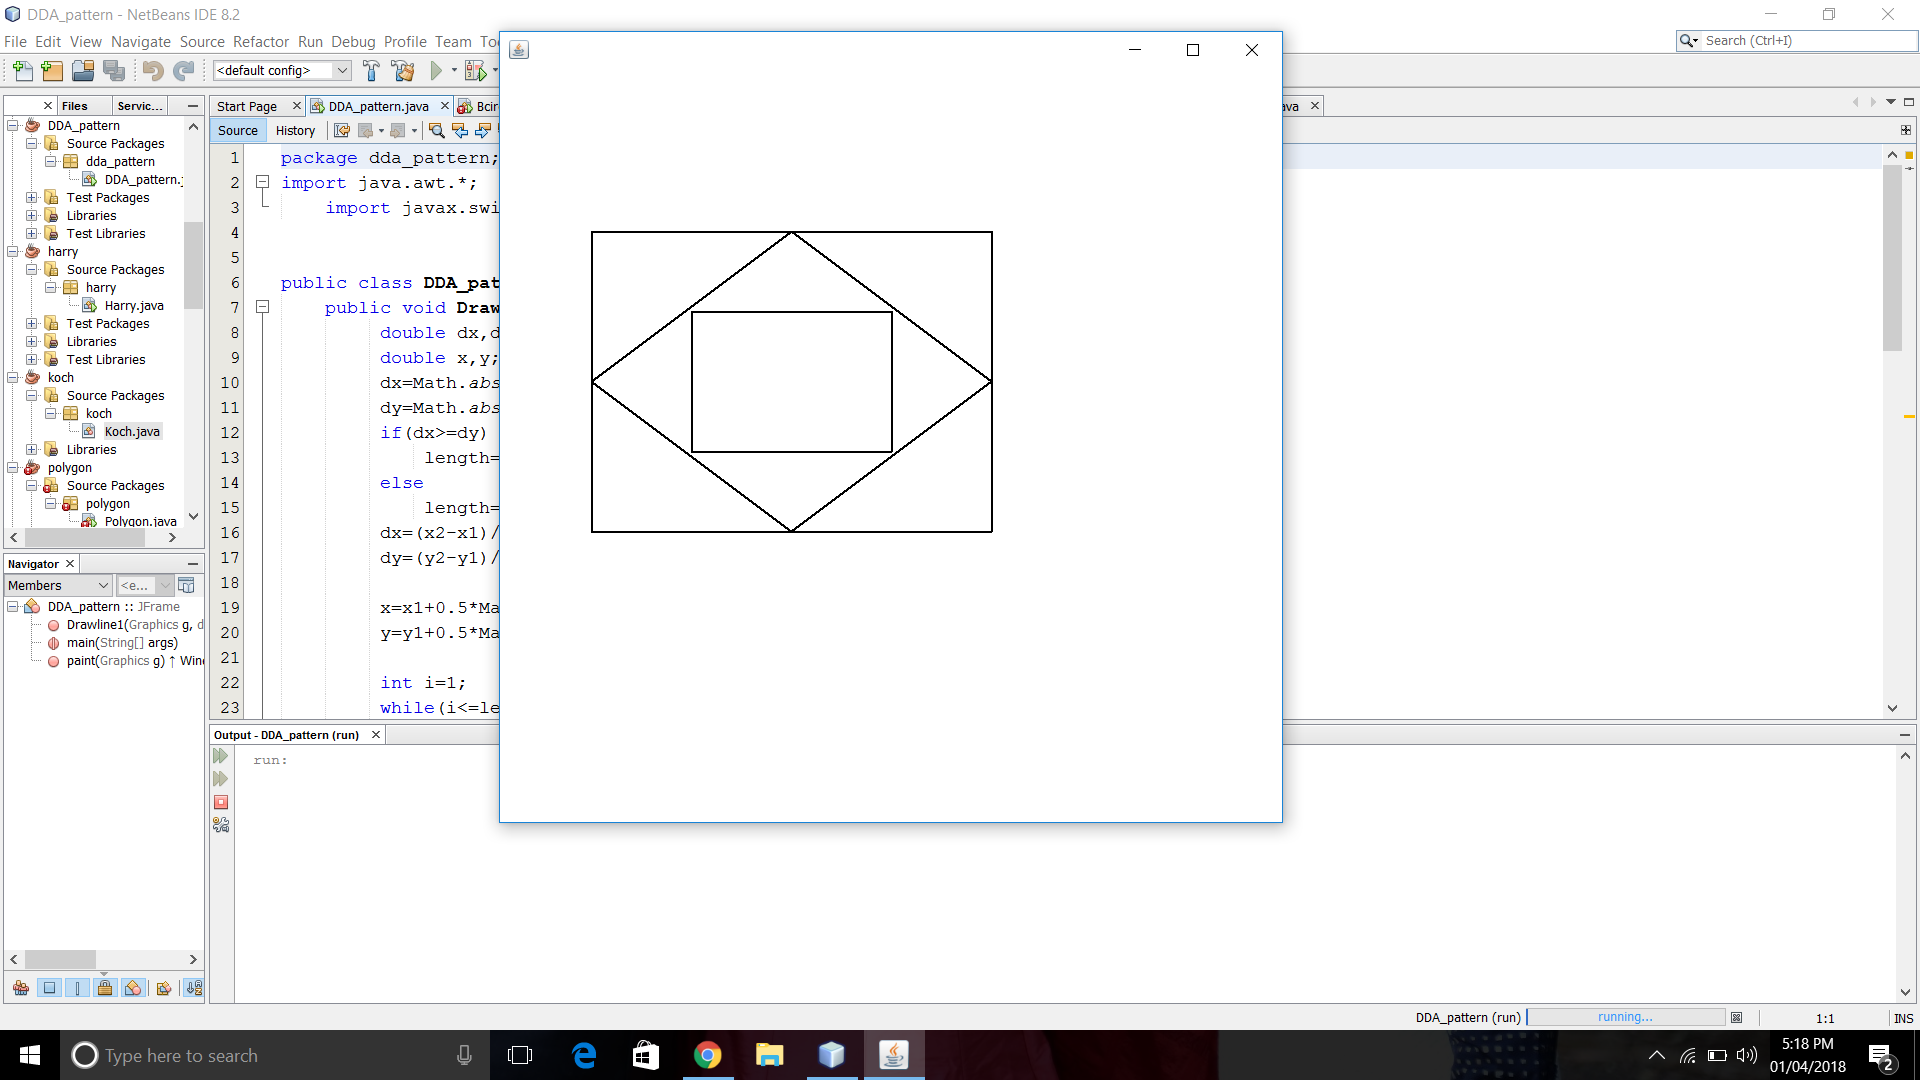 DDA_pattern - NetBeans IDE 8.2
File Edit View Navigate Source Refactor Run Debug Profile Team To
Search (Ctrl+I)
<default config>
Files Servic...
Start Page DDA_pattern.java Bcir ava
Source History
DDA_pattern
Source Packages
dda_pattern
DDA_pattern.j
Test Packages
Libraries
Test Libraries
harry
Source Packages
harry
Harry.java
Test Packages
Libraries
Test Libraries
koch
Source Packages
koch
Koch.java
Libraries
polygon
Source Packages
polygon
Polygon.java
1 package dda_pattern;
2 import java.awt.*;
3 import javax.swi
4
5
6 public class DDA_pat
7 public void Draw
8 double dx,d
9 double x,y;
10 dx=Math.abs
11 dy=Math.abs
12 if(dx>=dy)
13 length=
14 else
15 length=
16 dx=(x2-x1)/
17 dy=(y2-y1)/
18
19 x=x1+0.5*Ma
20 y=y1+0.5*Ma
21
22 int i=1;
23 while(i<=le
Navigator
Members <e...
DDA_pattern :: JFrame
Drawline1(Graphics g, d
main(String[] args)
paint(Graphics g) ↑ Wind
Output - DDA_pattern (run)
run:
DDA_pattern (run) running... 1:1 INS
Type here to search
5:18 PM
01/04/2018
2